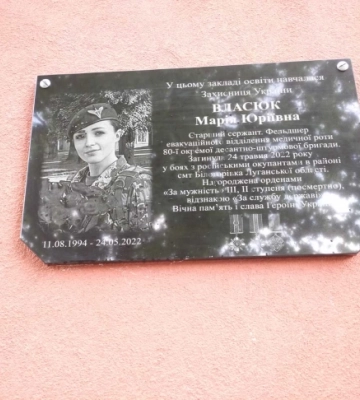 У цьому закладі освіти навчалася
Захисниця України
ВЛАСЮК
Марія Юріївна
Старший сержант. Фельдшер
евакуаційного відділення медичної роти
80-ї окремої десантно-штурмової бригади.
Загинула 24 травня 2022 року
у боях з російськими окупантами в районі
смт Білогорівка Луганської області.
Нагороджена орденами
«За мужність» ІІІ, ІІ ступеня (посмертно),
відзнакою «За службу державі»
Вічна пам'ять і слава Героїні України
11.08.1994 - 24.05.2022